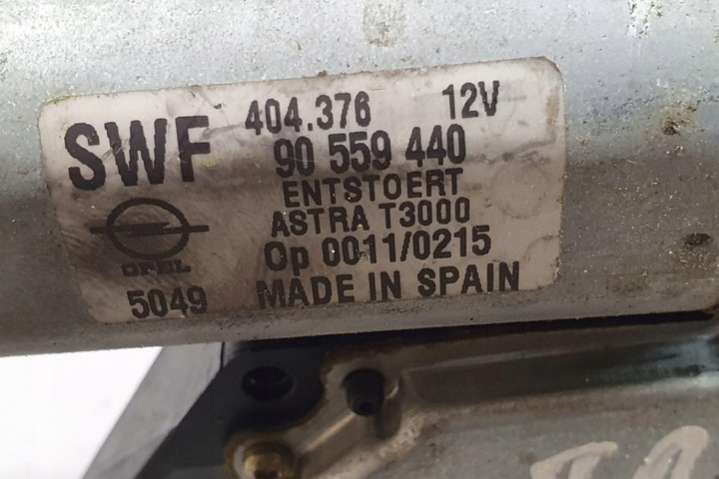 SWF 404.376 12V
90 559 440
ENTSTOERT
ASTRA T3000
OPEL Op 0011/0215
5049 MADE IN SPAIN